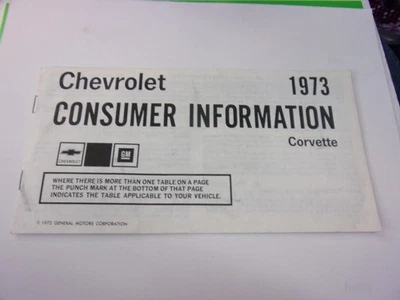 Chevrolet 1973
CONSUMER INFORMATION
Corvette
CHEVROLET GM
WHERE THERE IS MORE THAN ONE TABLE ON A PAGE
THE PUNCH MARK AT THE BOTTOM OF THAT PAGE
INDICATES THE TABLE APPLICABLE TO YOUR VEHICLE.
© 1972 GENERAL MOTORS CORPORATION